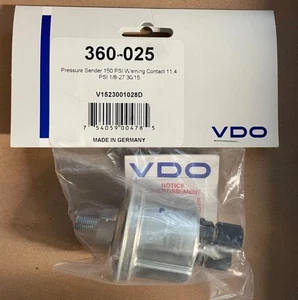 360-025
Pressure Sender 150 PSI Warning Contact 11.4
PSI 1/8-27 30/15
V1523001028D
7 54059 00478 5
MADE IN GERMANY
VDO
VDO
NOTICE